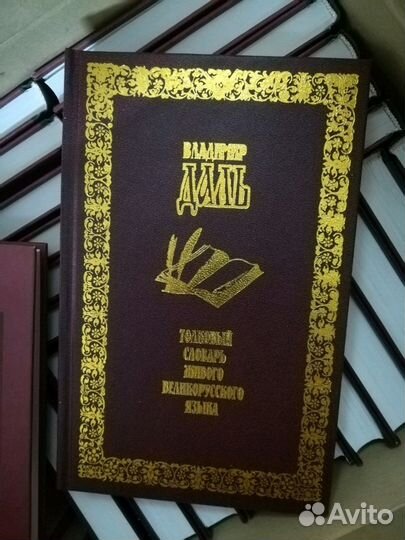 ВЛАДИМИР
ДАЛЬ
ТОЛКОВЫЙ
СЛОВАРЬ
ЖИВОГО
ВЕЛИКОРУССКОГО
ЯЗЫКА
Avito